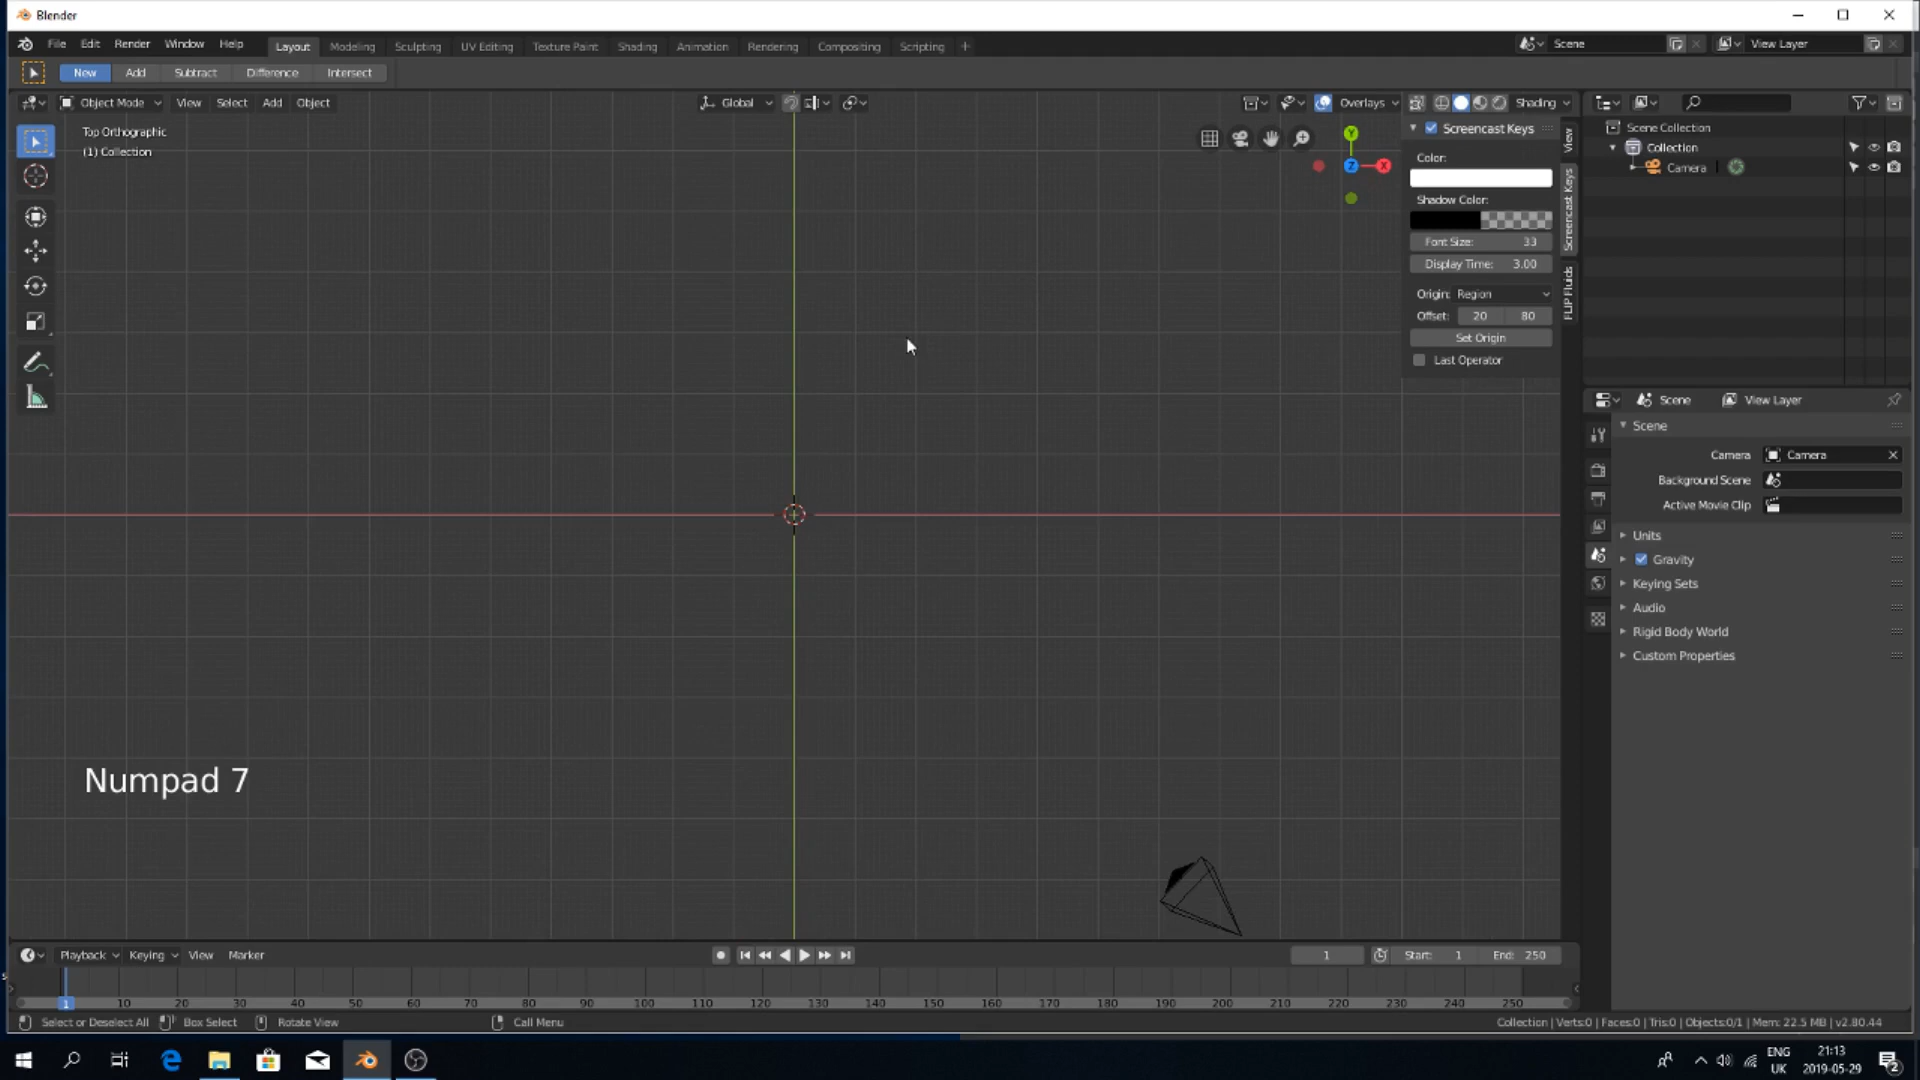 Blender
File Edit Render Window Help Layout Modeling Sculpting UV Editing Texture Paint Shading Animation Rendering Compositing Scripting + Scene View Layer
New Add Subtract Difference Intersect
Object Mode View Select Add Object Global Overlays Shading
Top Orthographic
(1) Collection
Y
Z
X
Screencast Keys
Color:
Shadow Color:
Font Size: 33
Display Time: 3.00
Origin: Region
Offset: 20 80
Set Origin
Last Operator
View
Screencast Keys
FLIP Fluids
Scene Collection
Collection
Camera
Scene View Layer
Scene
Camera Camera
Background Scene
Active Movie Clip
Units
Gravity
Keying Sets
Audio
Rigid Body World
Custom Properties
Numpad 7
Playback Keying View Marker 1 Start: 1 End: 250
1 10 20 30 40 50 60 70 80 90 100 110 120 130 140 150 160 170 180 190 200 210 220 230 240 250
Select or Deselect All Box Select Rotate View Call Menu Collection | Verts:0 | Faces:0 | Tris:0 | Objects:0/1 | Mem: 22.5 MB | v2.80.44
ENG
UK
21:13
2019-05-29
2